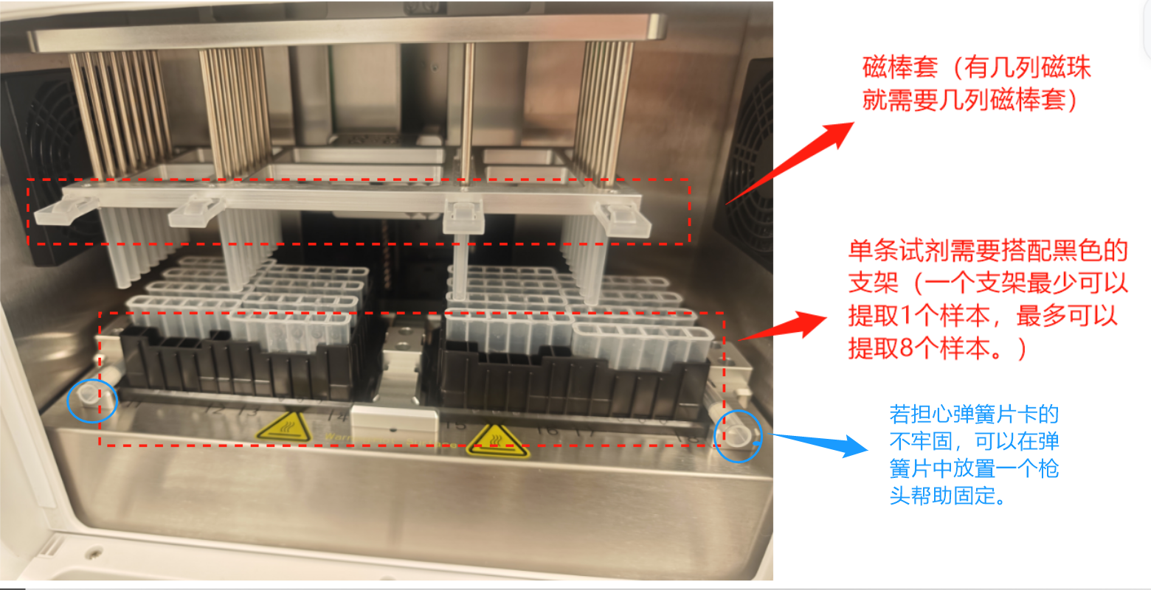 磁棒套（有几列磁珠
就需要几列磁棒套）
单条试剂需要搭配黑色的
支架（一个支架最少可以
提取1个样本，最多可以
提取8个样本。）
若担心弹簧片卡的
不牢固，可以在弹
簧片中放置一个枪
头帮助固定。
12 13 14